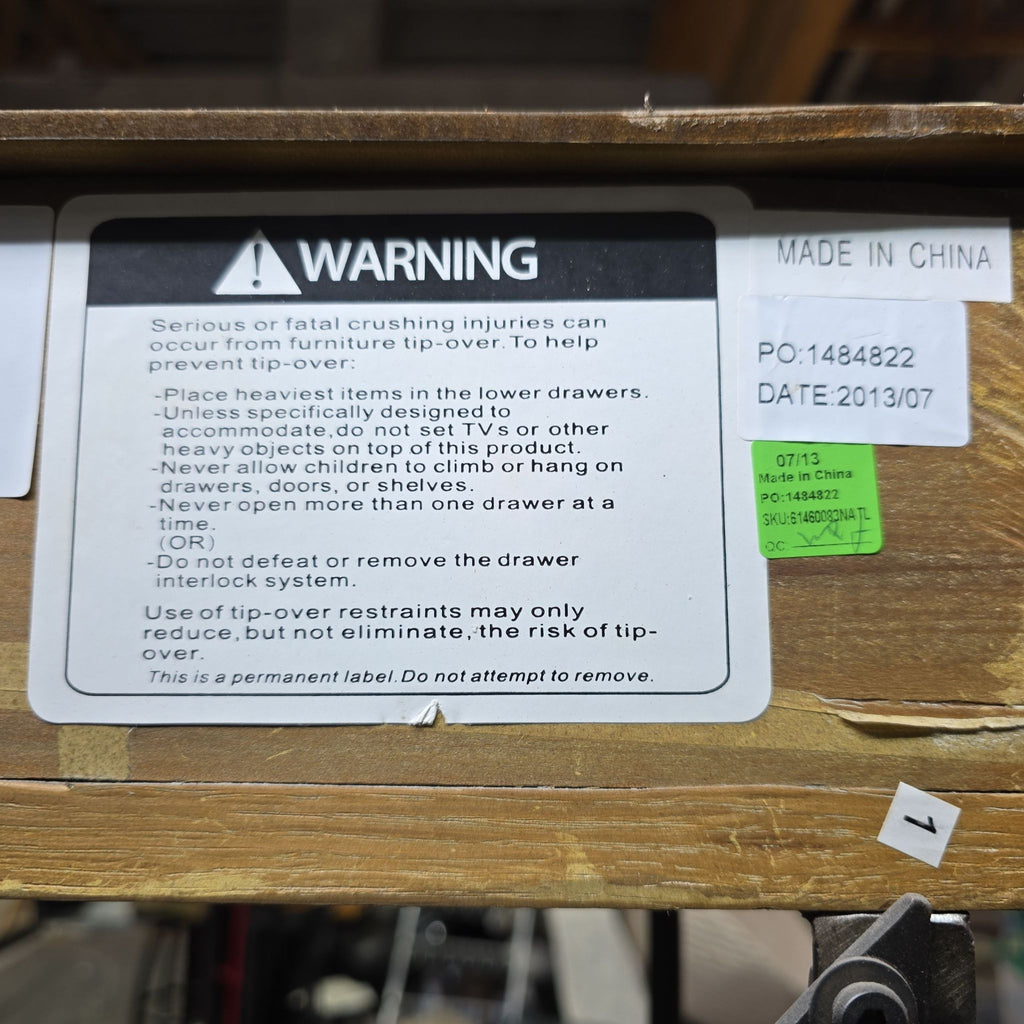 WARNING
Serious or fatal crushing injuries can
occur from furniture tip-over.To help
prevent tip-over:
-Place heaviest items in the lower drawers.
-Unless specifically designed to
accommodate,do not set TVs or other
heavy objects on top of this product.
-Never allow children to climb or hang on
drawers, doors, or shelves.
-Never open more than one drawer at a
time.
(OR)
-Do not defeat or remove the drawer
interlock system.
Use of tip-over restraints may only
reduce,but not eliminate,the risk of tip-
over.
This is a permanent label.Do not attempt to remove.
MADE IN CHINA
PO:1484822
DATE:2013/07
07/13
Made in China
PO:1484822
SKU:61460083NATL
QC:
1